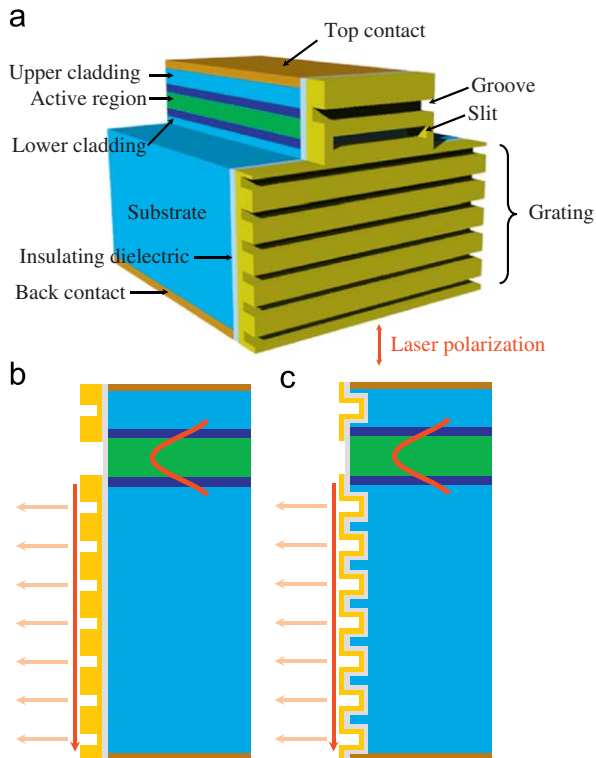 a
Top contact
Upper cladding
Active region
Lower cladding
Groove
Slit
Substrate
Grating
Insulating dielectric
Back contact
Laser polarization
b
c